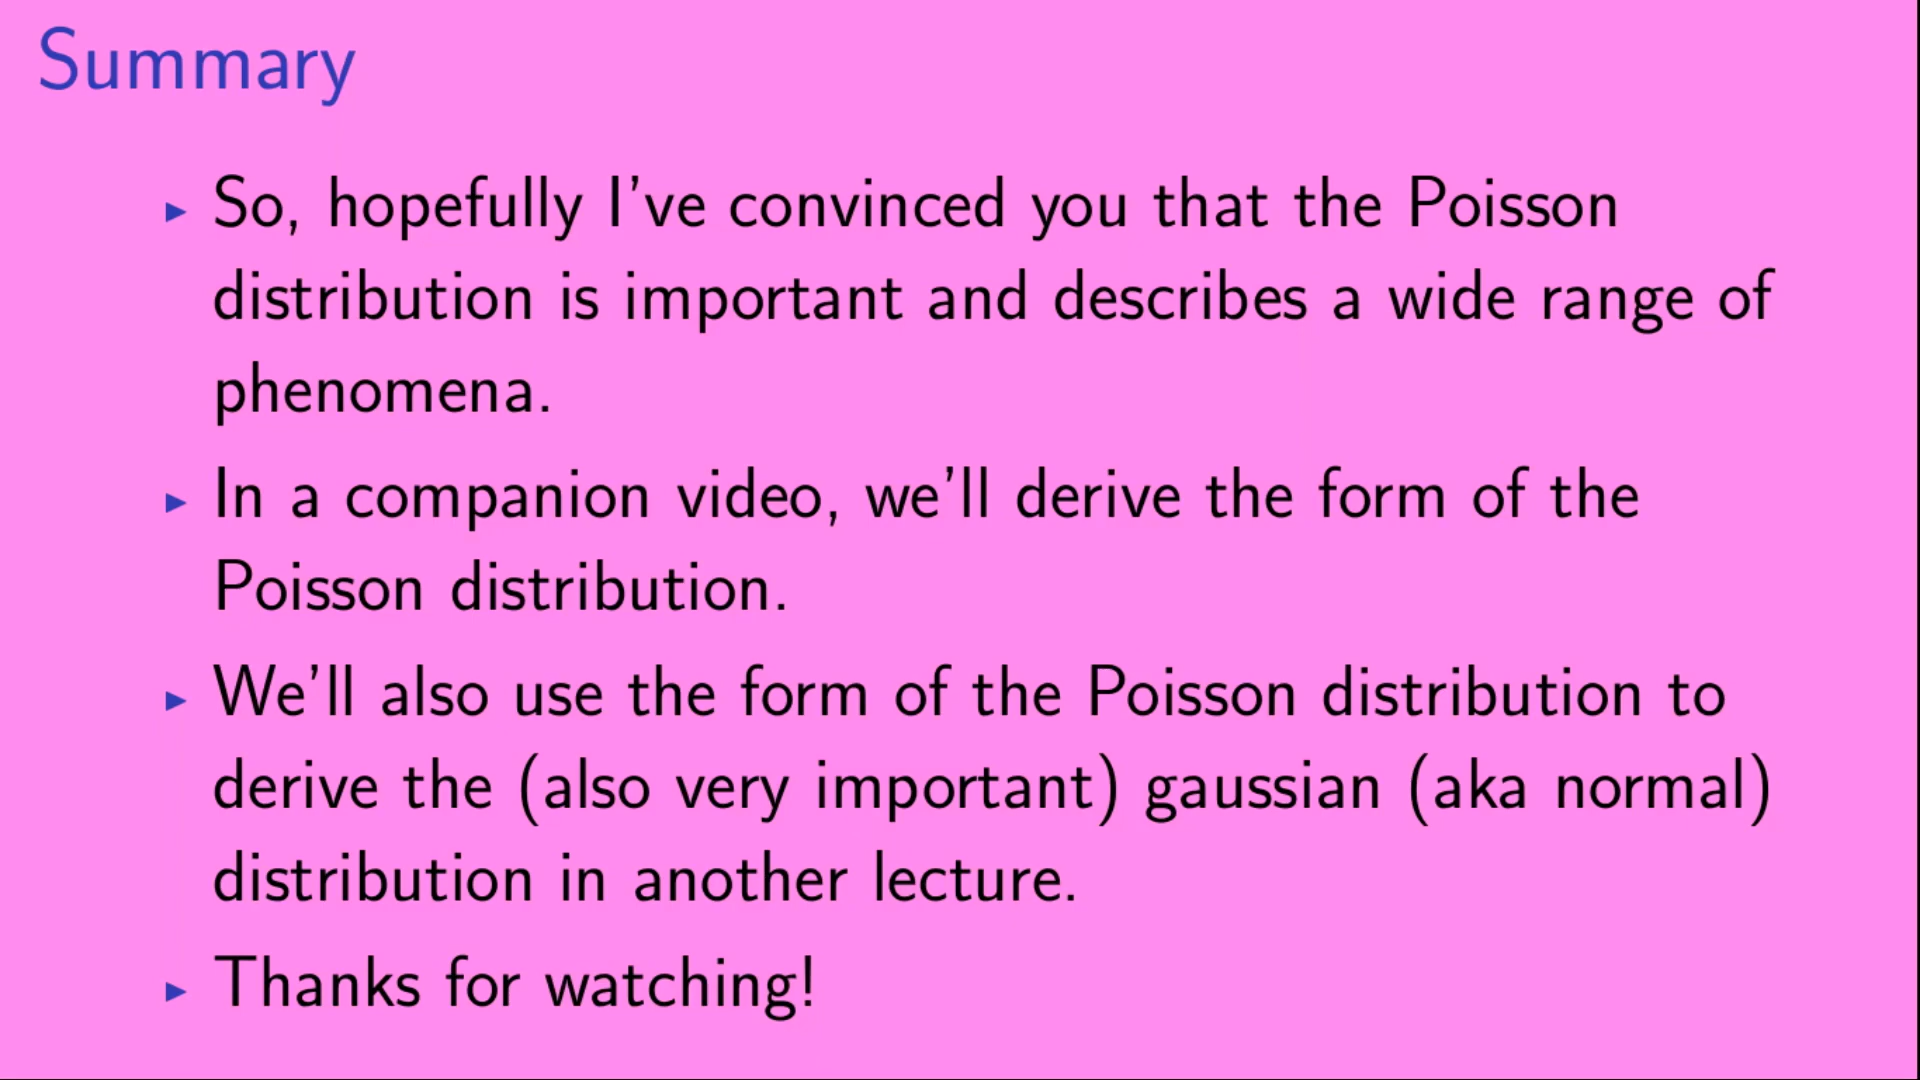 Summary
▸ So, hopefully I've convinced you that the Poisson
distribution is important and describes a wide range of
phenomena.
▸ In a companion video, we'll derive the form of the
Poisson distribution.
▸ We'll also use the form of the Poisson distribution to
derive the (also very important) gaussian (aka normal)
distribution in another lecture.
▸ Thanks for watching!